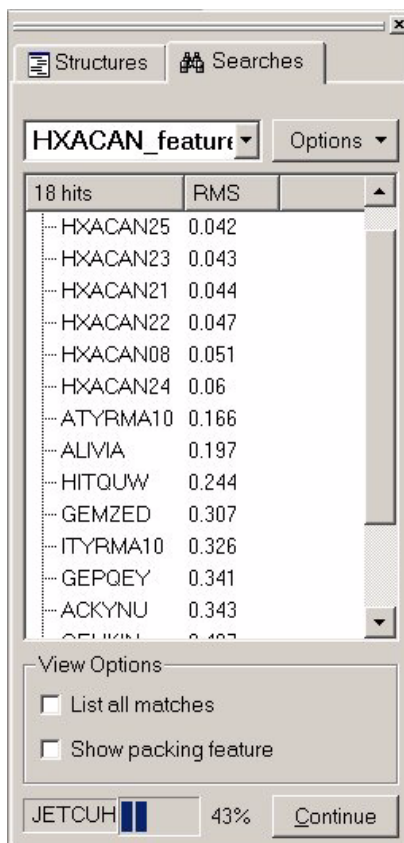 Structures Searches
HXACAN_feature Options
18 hits RMS
HXACAN25 0.042
HXACAN23 0.043
HXACAN21 0.044
HXACAN22 0.047
HXACAN08 0.051
HXACAN24 0.06
ATYRMA10 0.166
ALIVIA 0.197
HITQUW 0.244
GEMZED 0.307
ITYRMA10 0.326
GEPQEY 0.341
ACKYNU 0.343
View Options
List all matches
Show packing feature
JETCUH 43% Continue